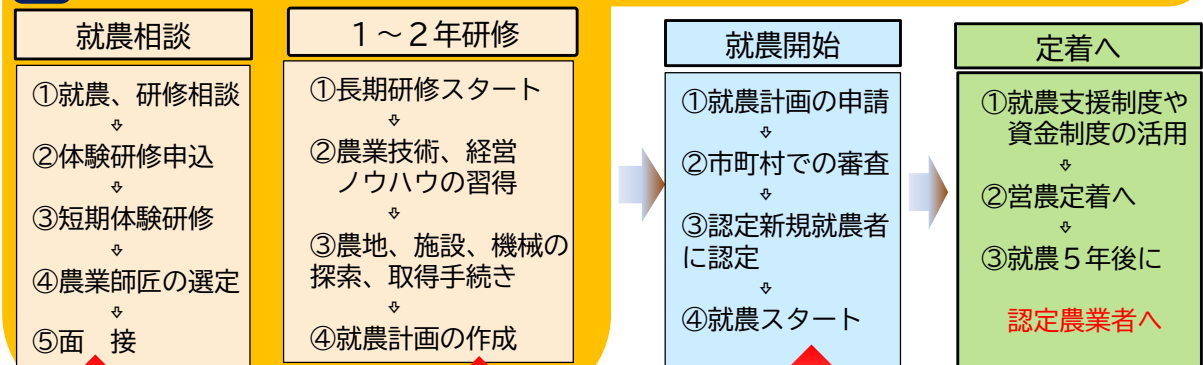 就農相談
①就農、研修相談
②体験研修申込
③短期体験研修
④農業師匠の選定
⑤面　接
１～２年研修
①長期研修スタート
②農業技術、経営
ノウハウの習得
③農地、施設、機械の
探索、取得手続き
④就農計画の作成
就農開始
①就農計画の申請
②市町村での審査
③認定新規就農者
に認定
④就農スタート
定着へ
①就農支援制度や
資金制度の活用
②営農定着へ
③就農５年後に
認定農業者へ